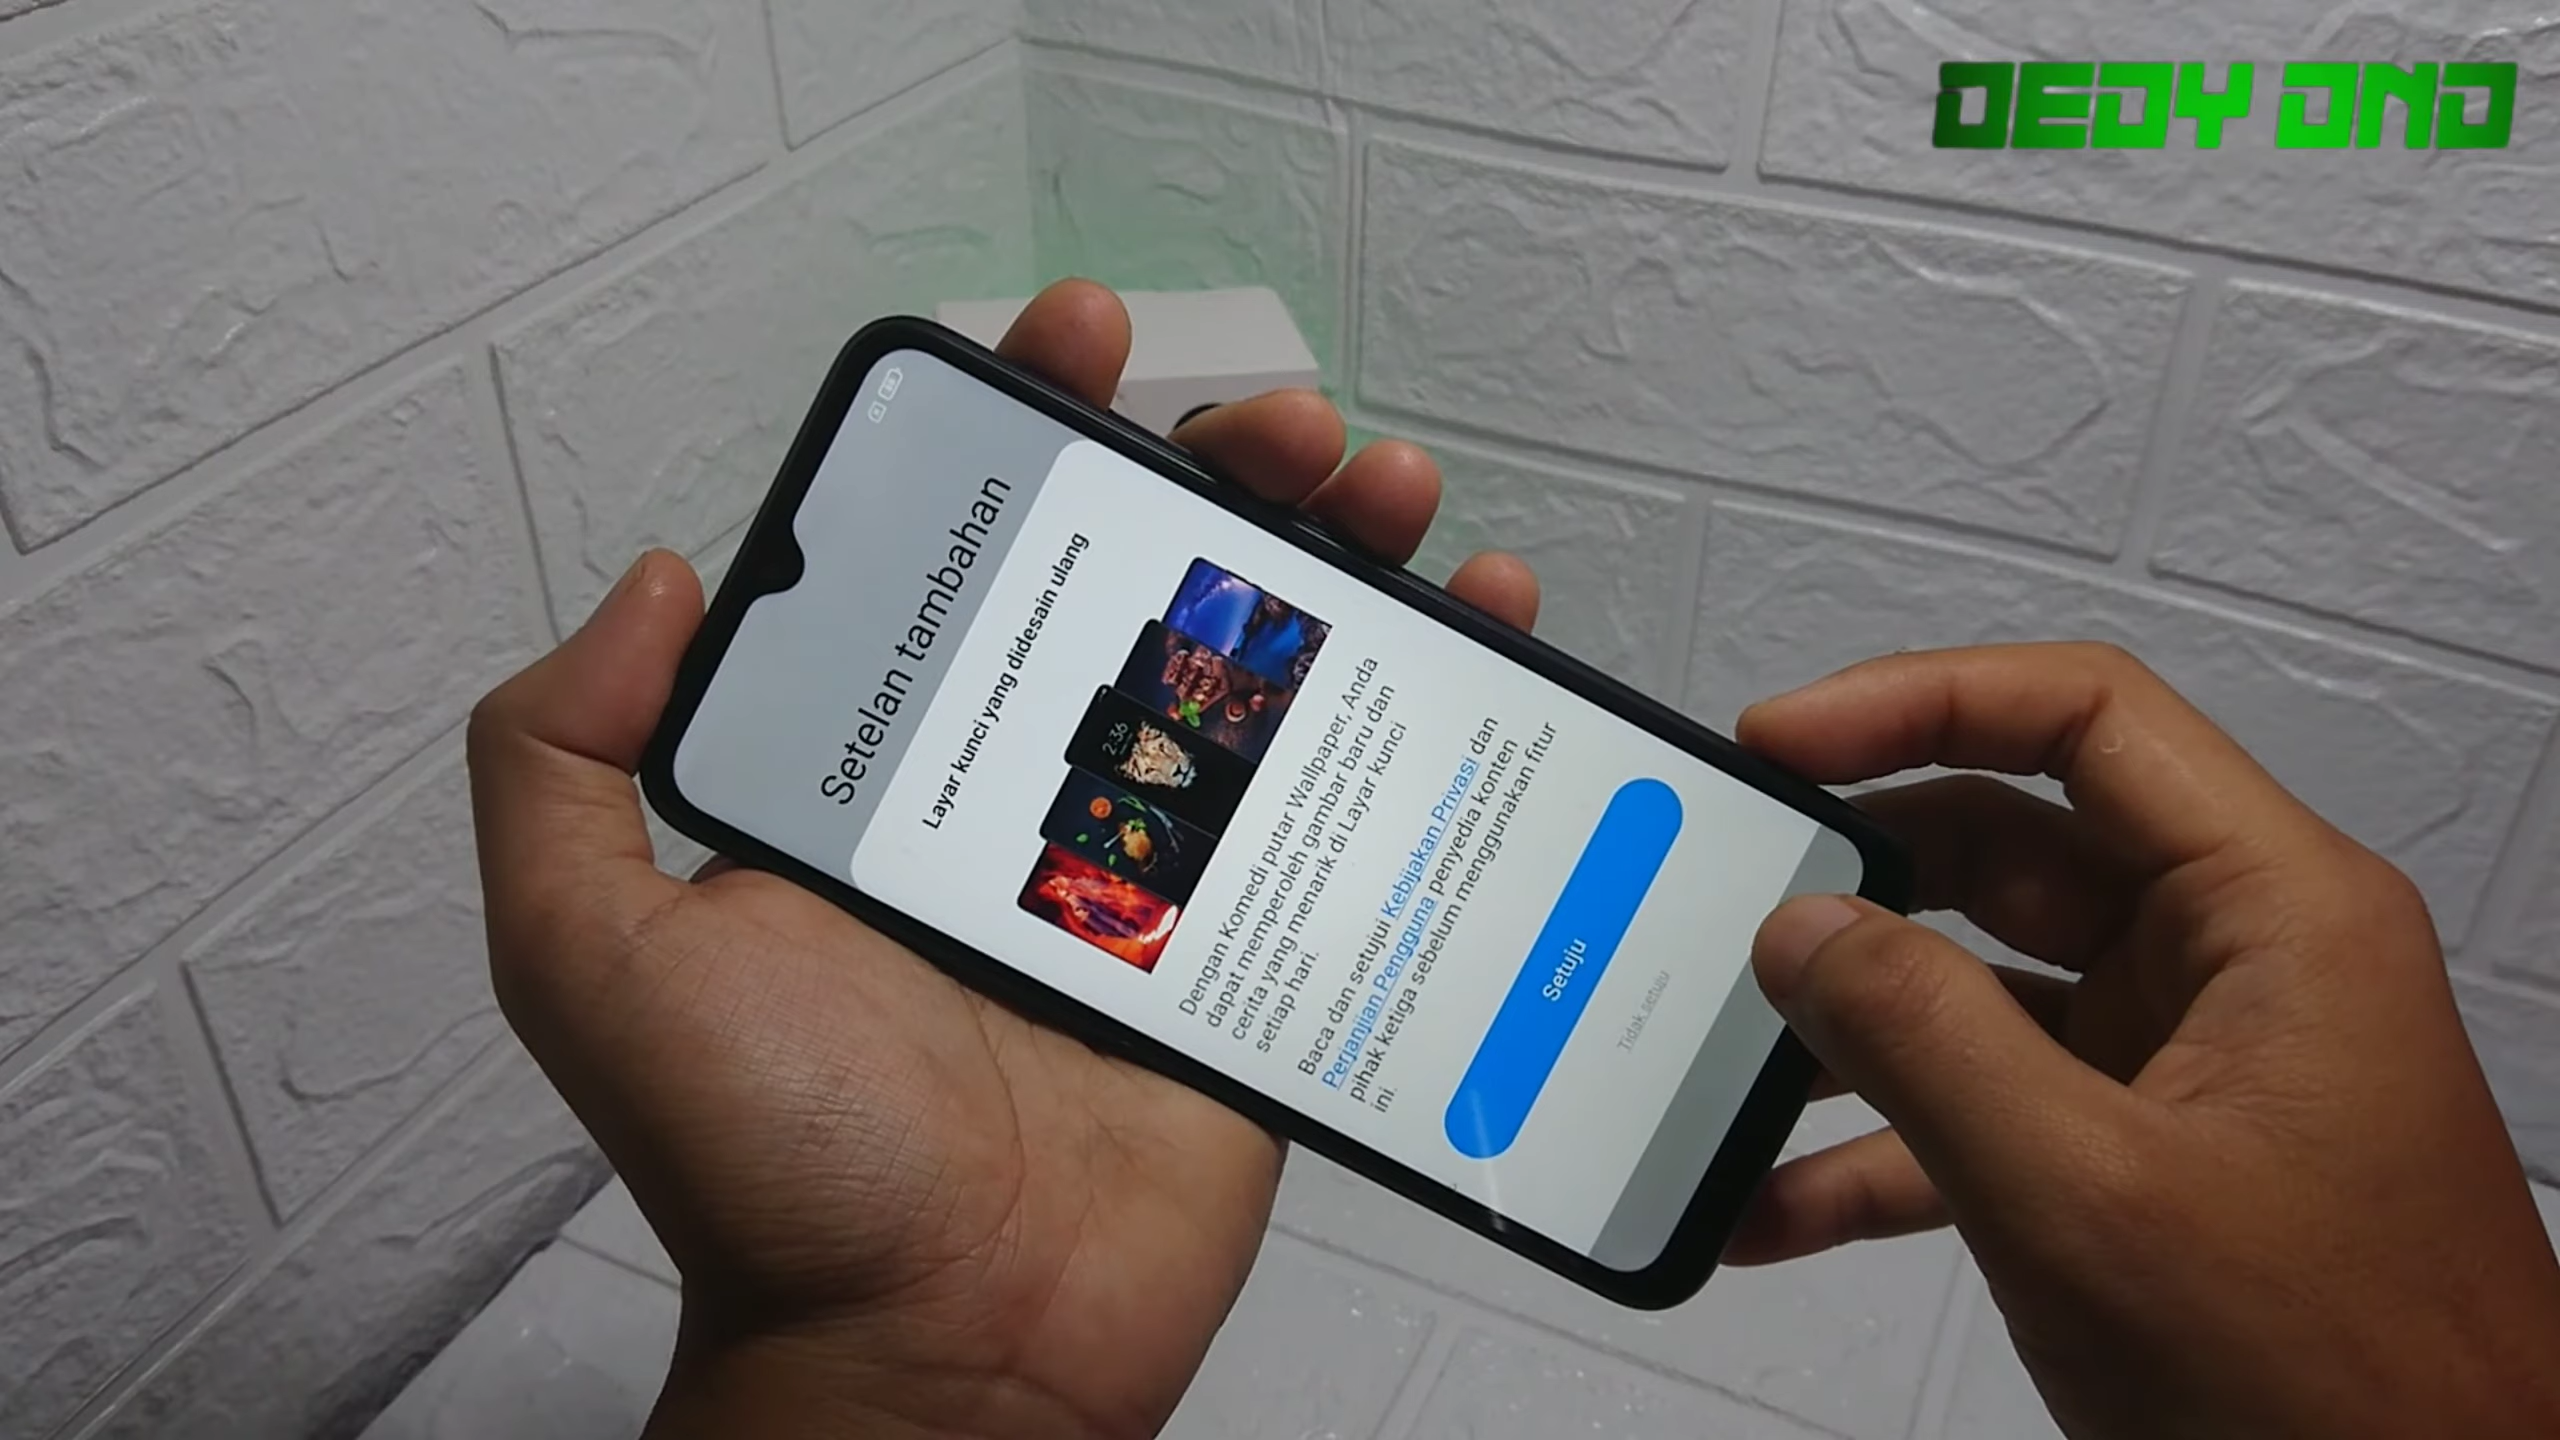 DEDY DND
Setelan tambahan
Layar kunci yang didesain ulang
2:36
Dengan Komedi putar Wallpaper, Anda
dapat memperoleh gambar baru dan
cerita yang menarik di Layar kunci
setiap hari.
Baca dan setujui Kebijakan Privasi dan
Perjanjian Pengguna penyedia konten
pihak ketiga sebelum menggunakan fitur
ini.
Setuju
Tidak setuju